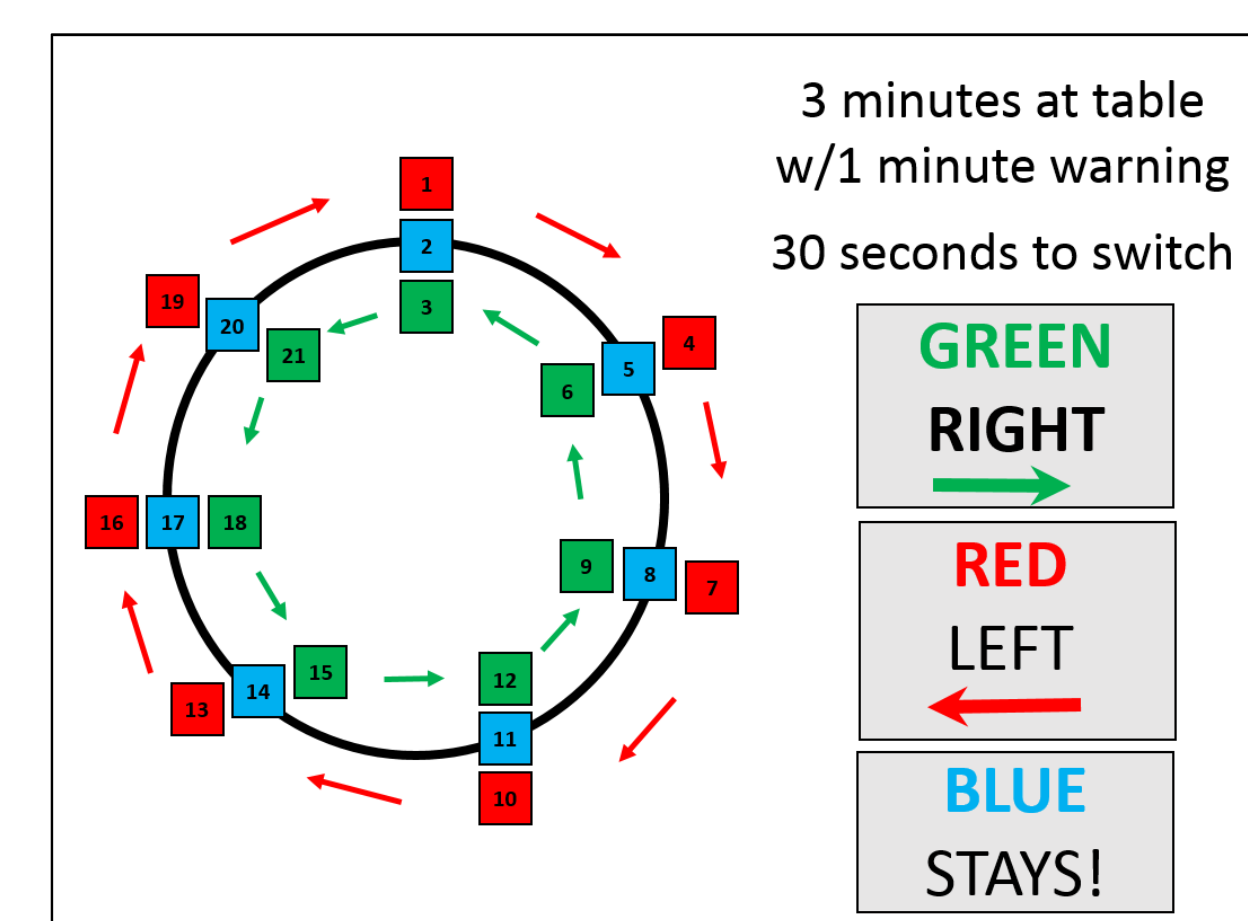 3 minutes at table
w/1 minute warning
30 seconds to switch
GREEN
RIGHT
RED
LEFT
BLUE
STAYS!
1
2
3
4
5
6
7
8
9
10
11
12
13
14
15
16
17
18
19
20
21